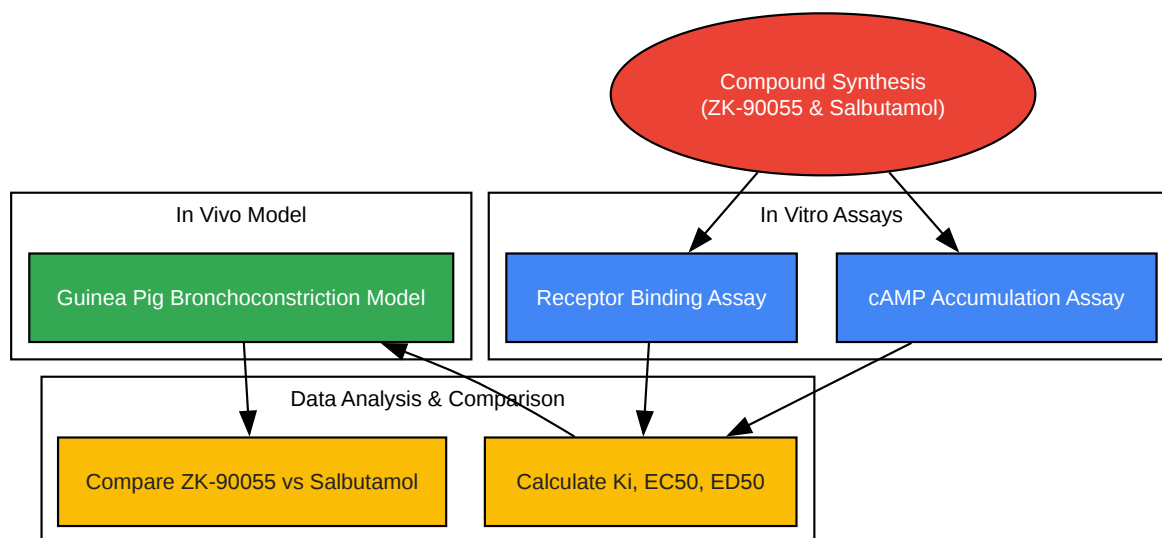 Compound Synthesis
(ZK-90055 & Salbutamol)
In Vivo Model
In Vitro Assays
Guinea Pig Bronchoconstriction Model
Receptor Binding Assay
cAMP Accumulation Assay
Data Analysis & Comparison
Compare ZK-90055 vs Salbutamol
Calculate Ki, EC50, ED50